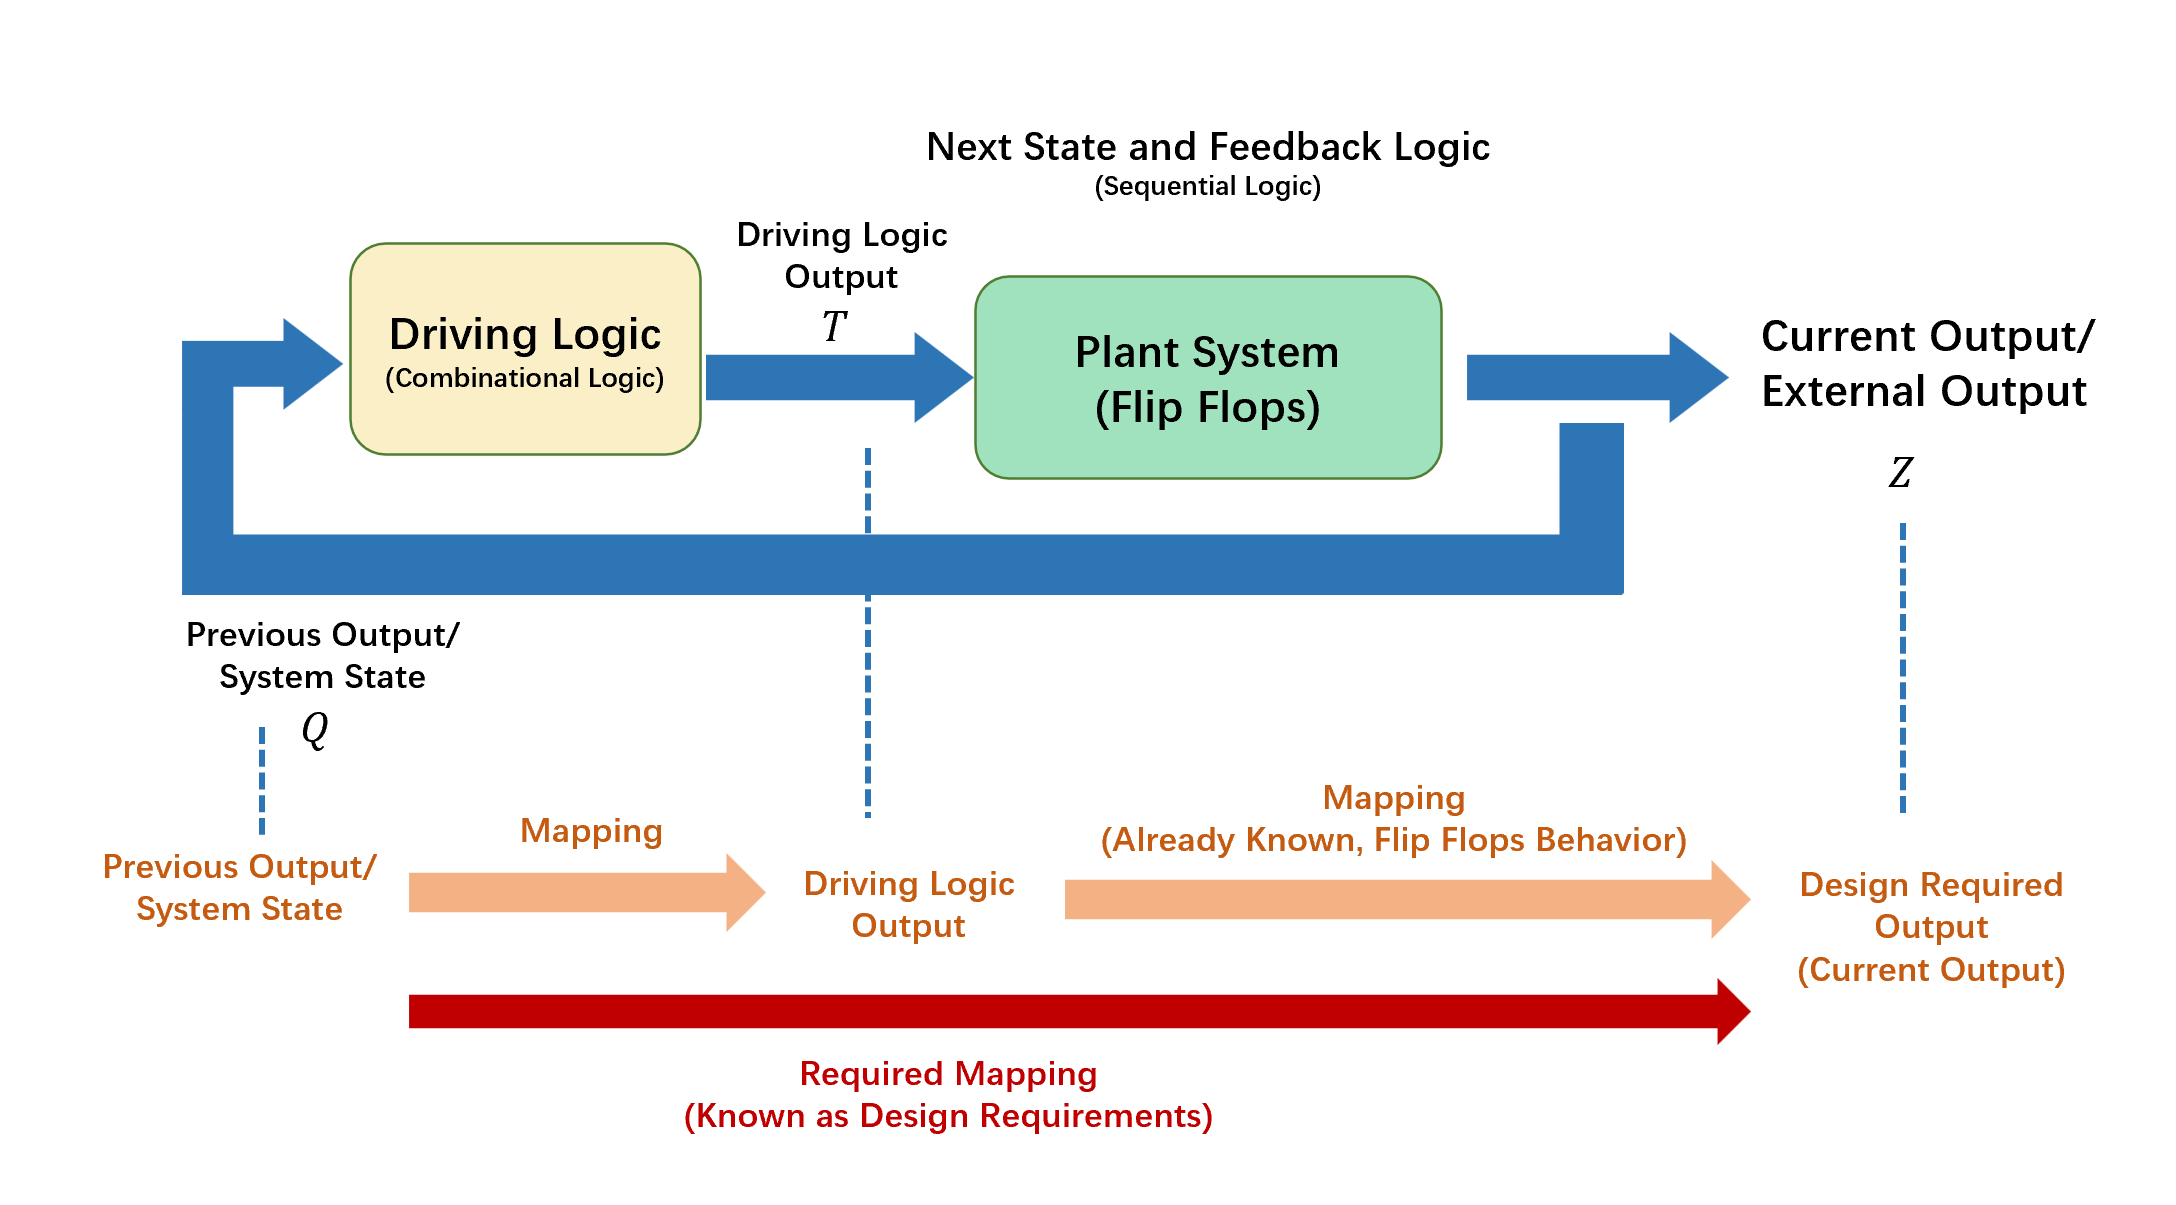 Next State and Feedback Logic
(Sequential Logic)
Driving Logic
Output
T
Driving Logic
(Combinational Logic)
Plant System
(Flip Flops)
Current Output/
External Output
Z
Previous Output/
System State
Q
Mapping
Mapping
(Already Known, Flip Flops Behavior)
Previous Output/
System State
Driving Logic
Output
Design Required
Output
(Current Output)
Required Mapping
(Known as Design Requirements)